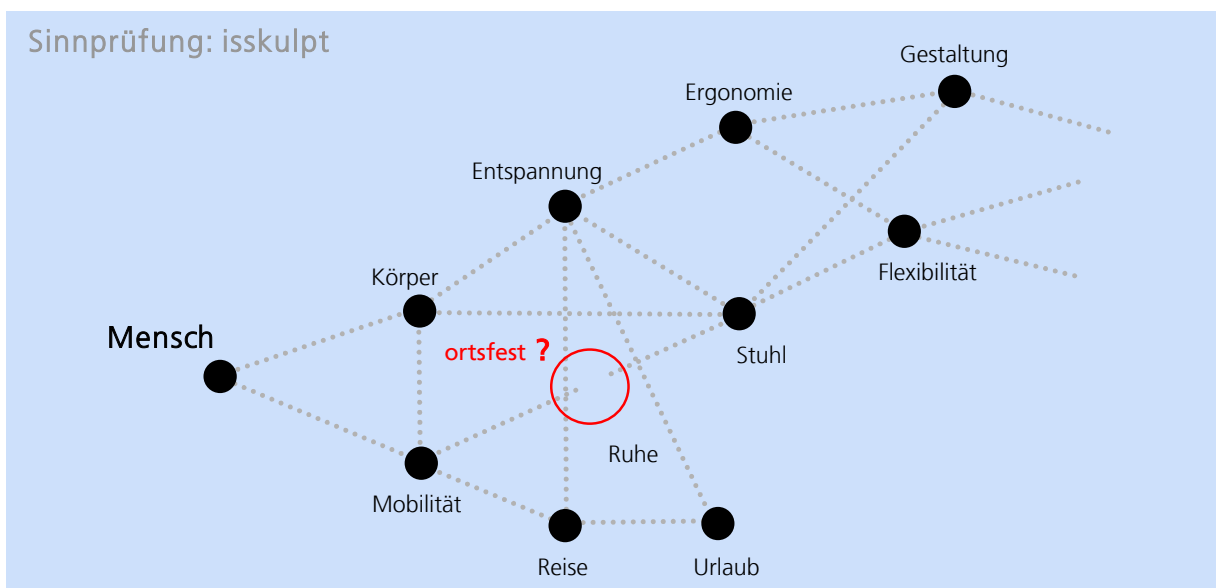 Sinnprüfung: isskulpt
Gestaltung
Ergonomie
Entspannung
Körper
Flexibilität
Mensch
ortsfest ?
Stuhl
Ruhe
Mobilität
Reise
Urlaub